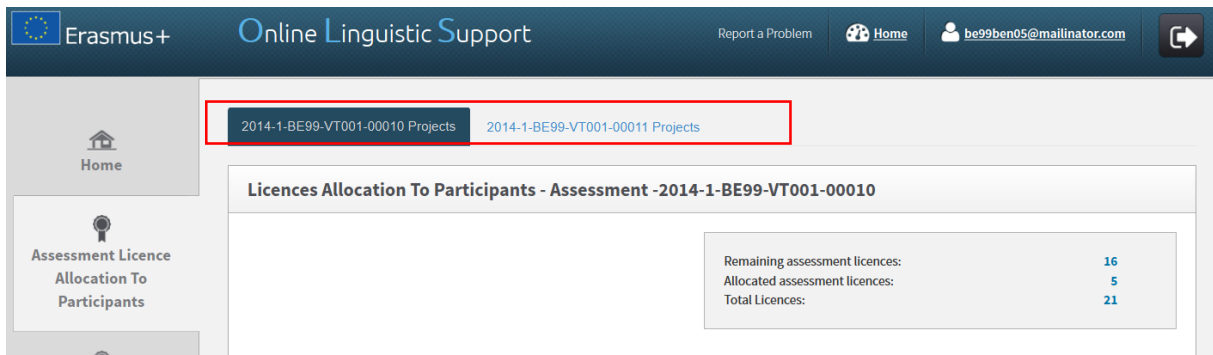 Erasmus+
Online Linguistic Support
Report a Problem
Home
be99ben05@mailinator.com
Home
Assessment Licence
Allocation To
Participants
2014-1-BE99-VT001-00010 Projects
2014-1-BE99-VT001-00011 Projects
Licences Allocation To Participants - Assessment -2014-1-BE99-VT001-00010
Remaining assessment licences: 16
Allocated assessment licences: 5
Total Licences: 21